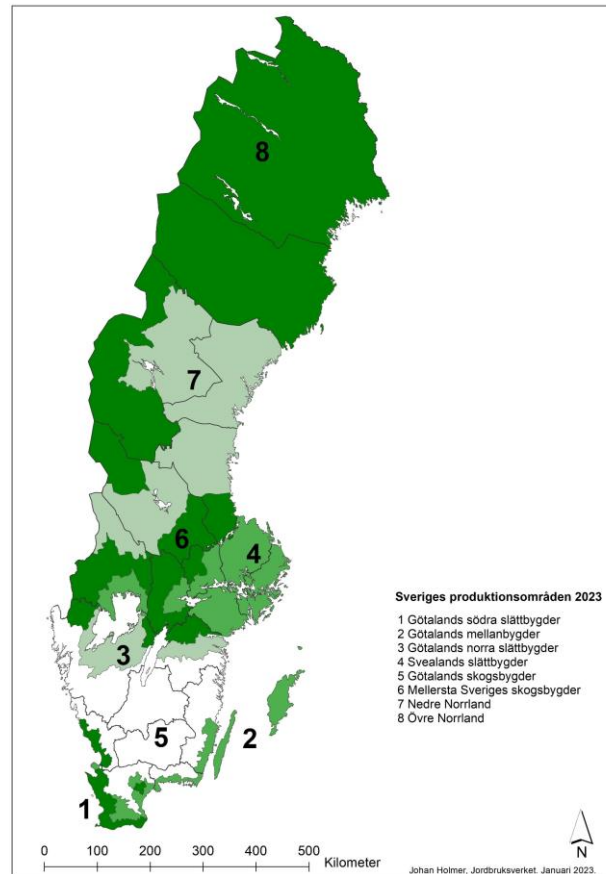 8
7
6
4
3
5
2
1
Sveriges produktionsområden 2023
1 Götalands södra slättbygder
2 Götalands mellanbygder
3 Götalands norra slättbygder
4 Svealands slättbygder
5 Götalands skogsbygder
6 Mellersta Sveriges skogsbygder
7 Nedre Norrland
8 Övre Norrland
0 100 200 300 400 500
Kilometer
N
Johan Holmer, Jordbruksverket. Januari 2023.